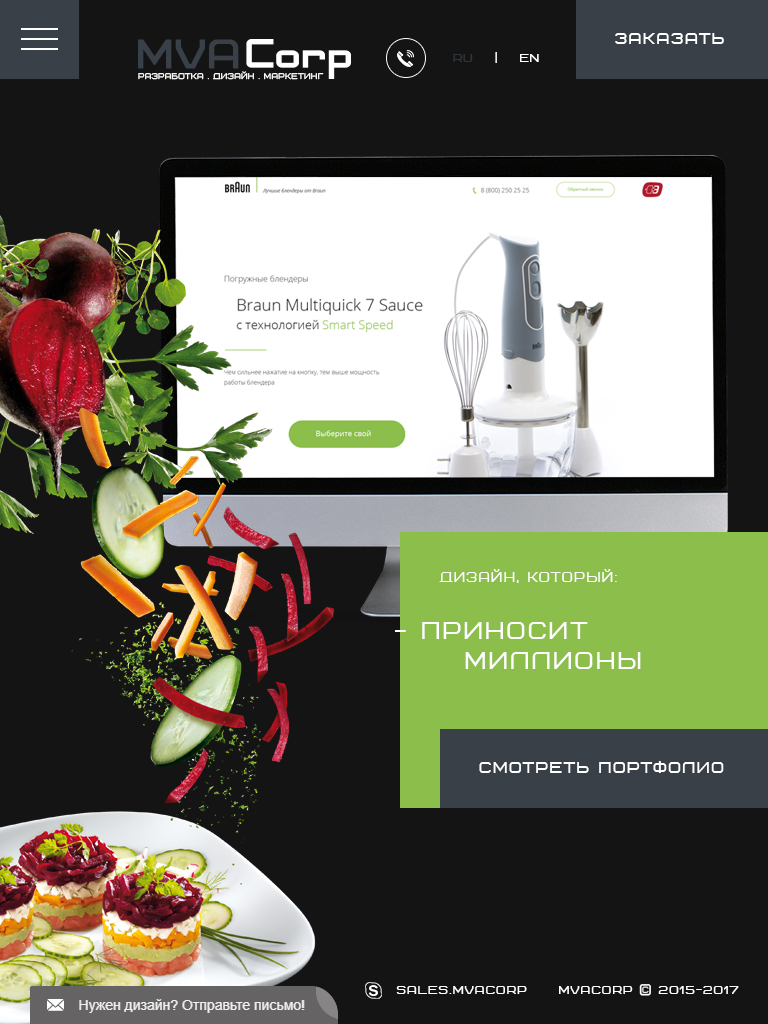 MVACorp
РАЗРАБОТКА . ДИЗАЙН . МАРКЕТИНГ
RU | EN
ЗАКАЗАТЬ
BRAUN
Лучшие блендеры от Braun
8 (800) 250 25 25
Обратный звонок
Погружные блендеры
Braun Multiquick 7 Sauce
с технологией Smart Speed
Чем сильнее нажатие на кнопку, тем выше мощность
работы блендера
Выберите свой
ДИЗАЙН, КОТОРЫЙ:
– ПРИНОСИТ
МИЛЛИОНЫ
СМОТРЕТЬ ПОРТФОЛИО
SALES.MVACORP
MVACORP © 2015-2017
Нужен дизайн? Отправьте письмо!